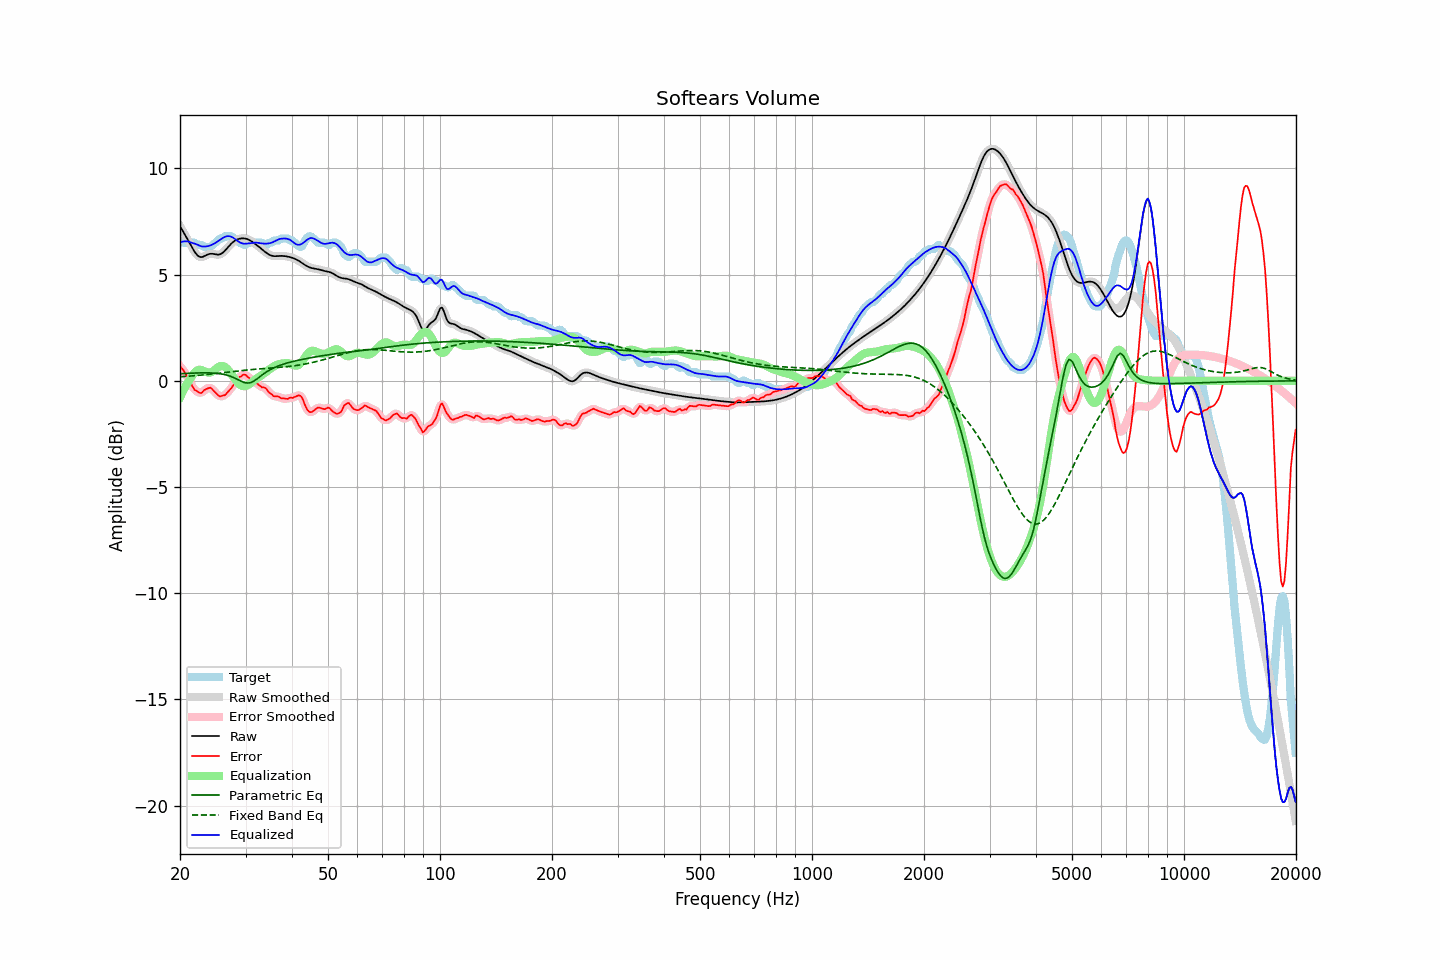 Softears Volume
10
5
0
−5
−10
−15
−20
Amplitude (dBr)
Target
Raw Smoothed
Error Smoothed
Raw
Error
Equalization
Parametric Eq
Fixed Band Eq
Equalized
20 50 100 200 500 1000 2000 5000 10000 20000
Frequency (Hz)